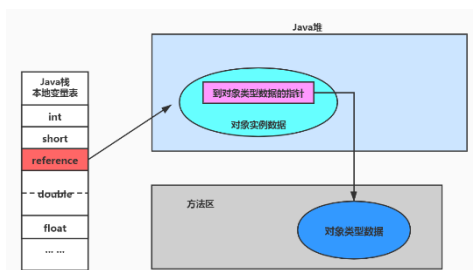 Java堆
Java栈
本地变量表
int
short
reference
double
float
... ...
到对象类型数据的指针
对象实例数据
方法区
对象类型数据